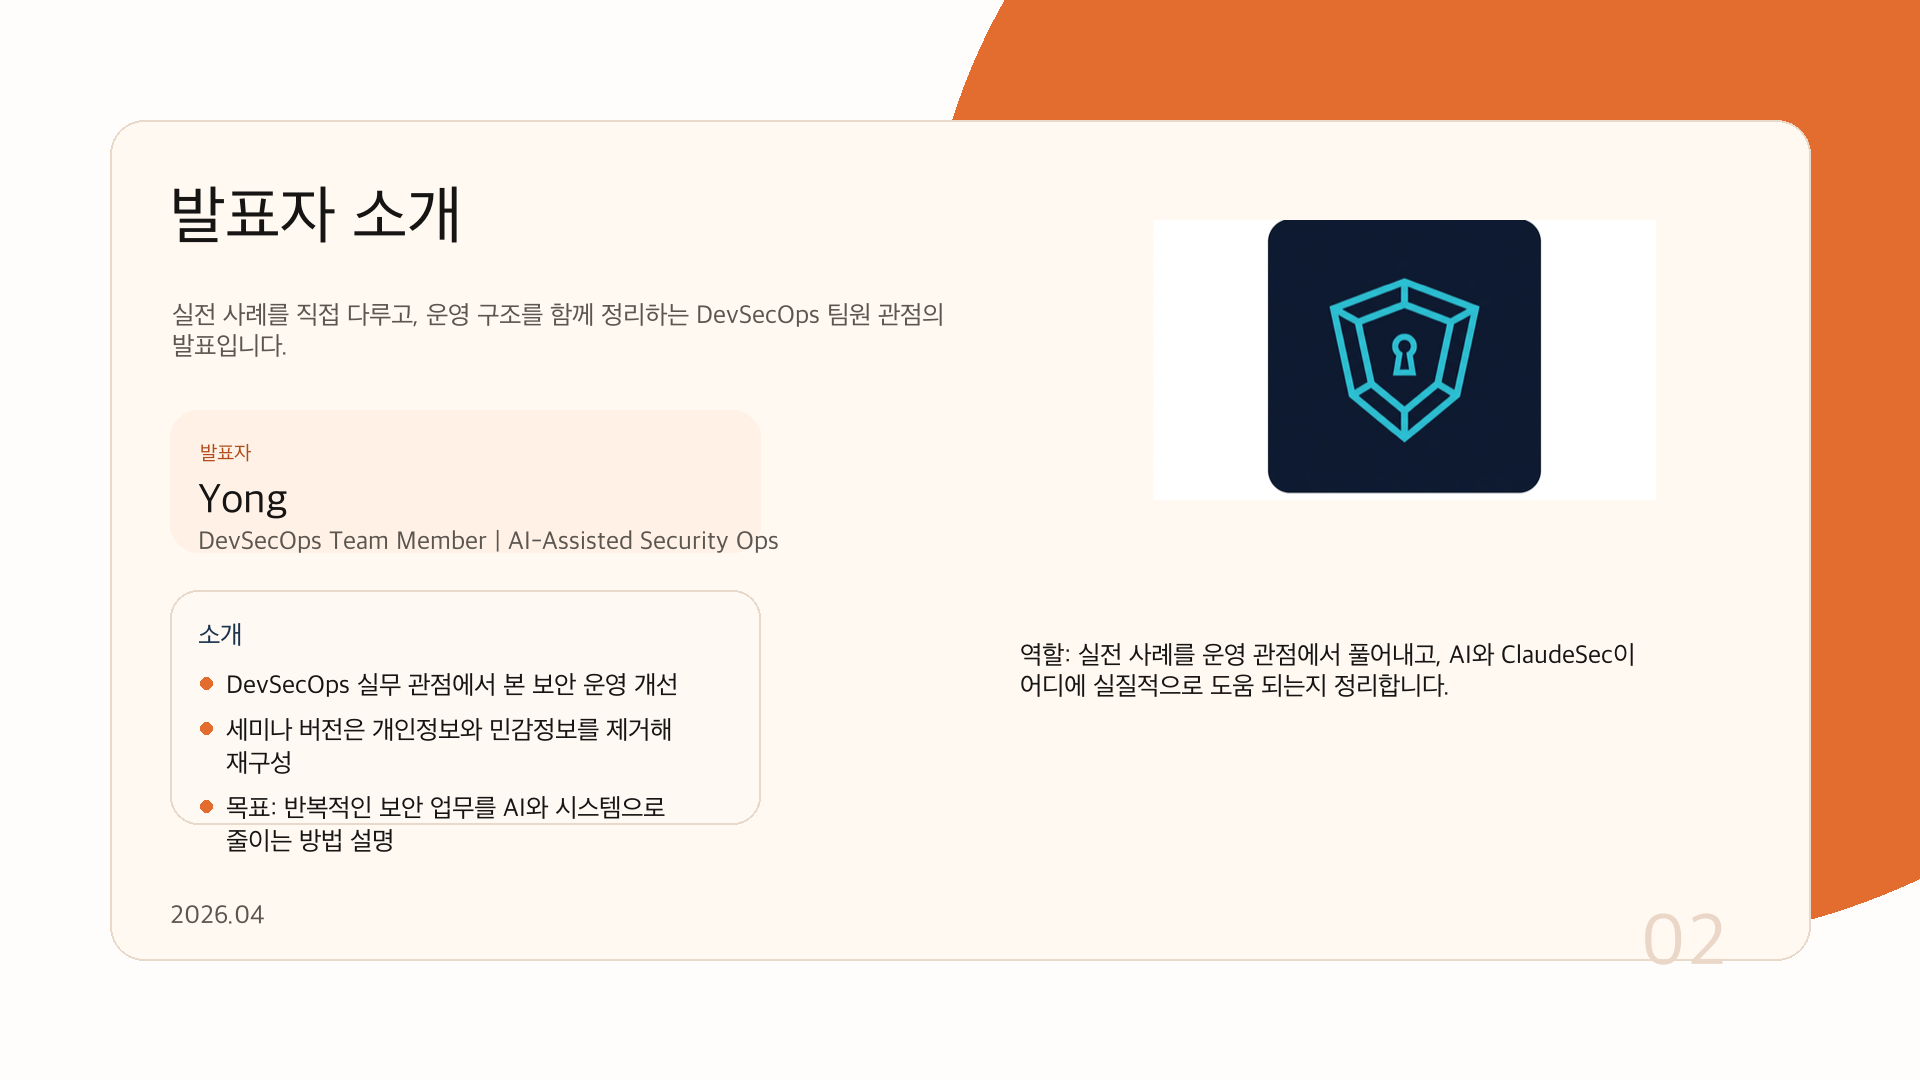 발표자 소개
실전 사례를 직접 다루고, 운영 구조를 함께 정리하는 DevSecOps 팀원 관점의
발표입니다.
발표자
Yong
DevSecOps Team Member | AI-Assisted Security Ops
소개
DevSecOps 실무 관점에서 본 보안 운영 개선
세미나 버전은 개인정보와 민감정보를 제거해
재구성
목표: 반복적인 보안 업무를 AI와 시스템으로
줄이는 방법 설명
역할: 실전 사례를 운영 관점에서 풀어내고, AI와 ClaudeSec이
어디에 실질적으로 도움 되는지 정리합니다.
2026.04
02